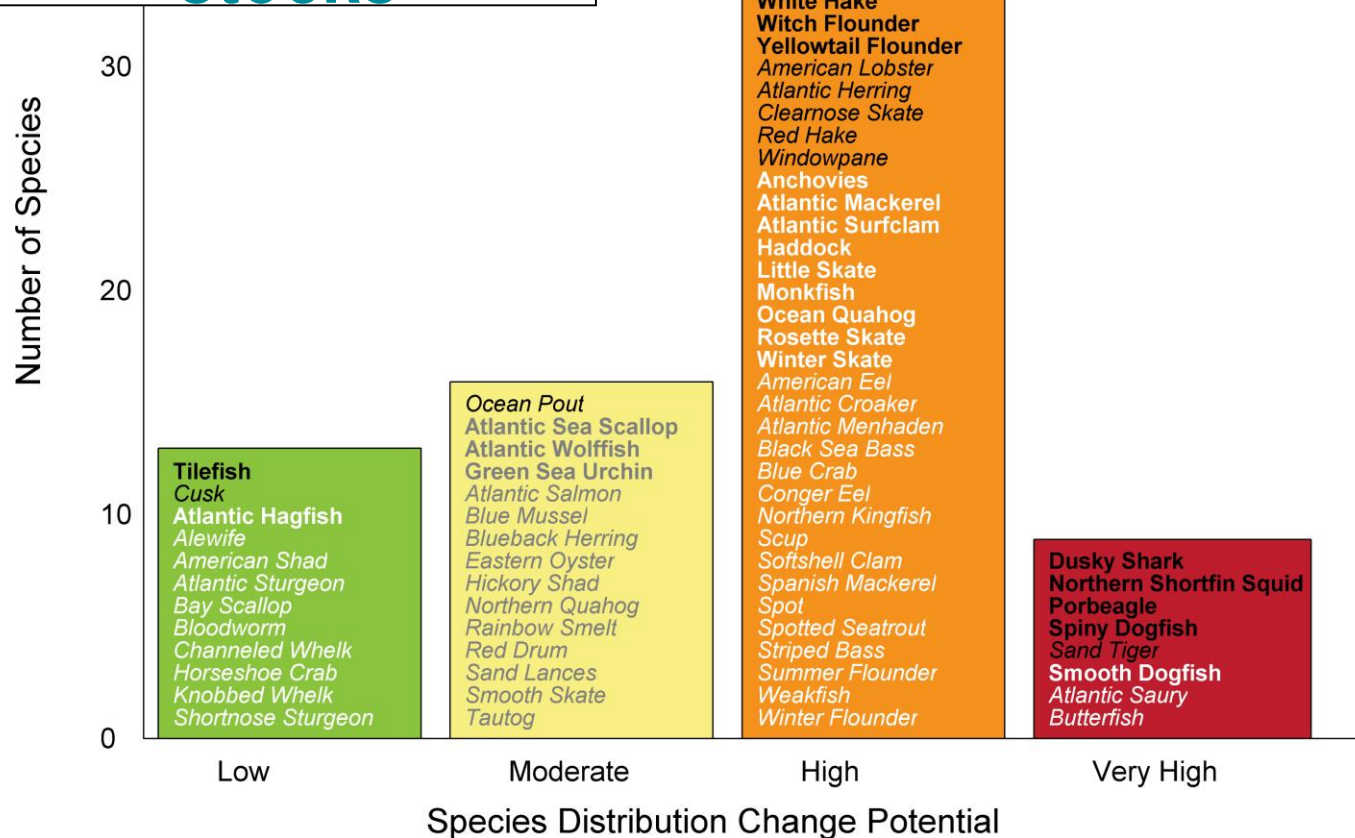 stocks
White Hake
Witch Flounder
Yellowtail Flounder
American Lobster
Atlantic Herring
Clearnose Skate
Red Hake
Windowpane
Anchovies
Atlantic Mackerel
Atlantic Surfclam
Haddock
Little Skate
Monkfish
Ocean Quahog
Rosette Skate
Winter Skate
American Eel
Atlantic Croaker
Atlantic Menhaden
Black Sea Bass
Blue Crab
Conger Eel
Northern Kingfish
Scup
Softshell Clam
Spanish Mackerel
Spot
Spotted Seatrout
Striped Bass
Summer Flounder
Weakfish
Winter Flounder
Number of Species
30
20
10
0
Tilefish
Cusk
Atlantic Hagfish
Alewife
American Shad
Atlantic Sturgeon
Bay Scallop
Bloodworm
Channeled Whelk
Horseshoe Crab
Knobbed Whelk
Shortnose Sturgeon
Ocean Pout
Atlantic Sea Scallop
Atlantic Wolffish
Green Sea Urchin
Atlantic Salmon
Blue Mussel
Blueback Herring
Eastern Oyster
Hickory Shad
Northern Quahog
Rainbow Smelt
Red Drum
Sand Lances
Smooth Skate
Tautog
Dusky Shark
Northern Shortfin Squid
Porbeagle
Spiny Dogfish
Sand Tiger
Smooth Dogfish
Atlantic Saury
Butterfish
Low
Moderate
High
Very High
Species Distribution Change Potential